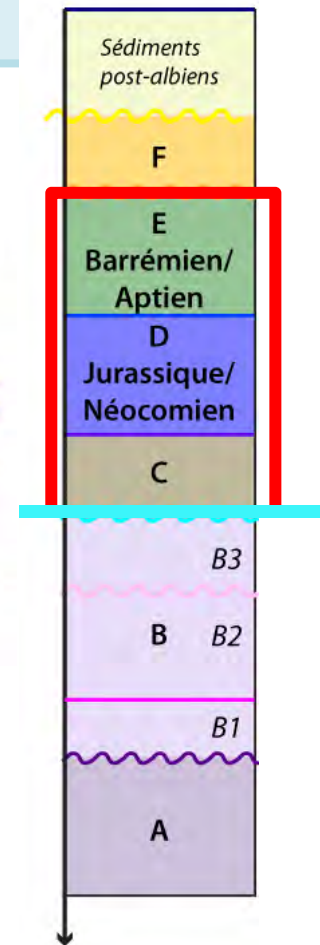 Sédiments
post-albiens
F
E
Barrémien/
Aptien
D
Jurassique/
Néocomien
C
B3
B B2
B1
A